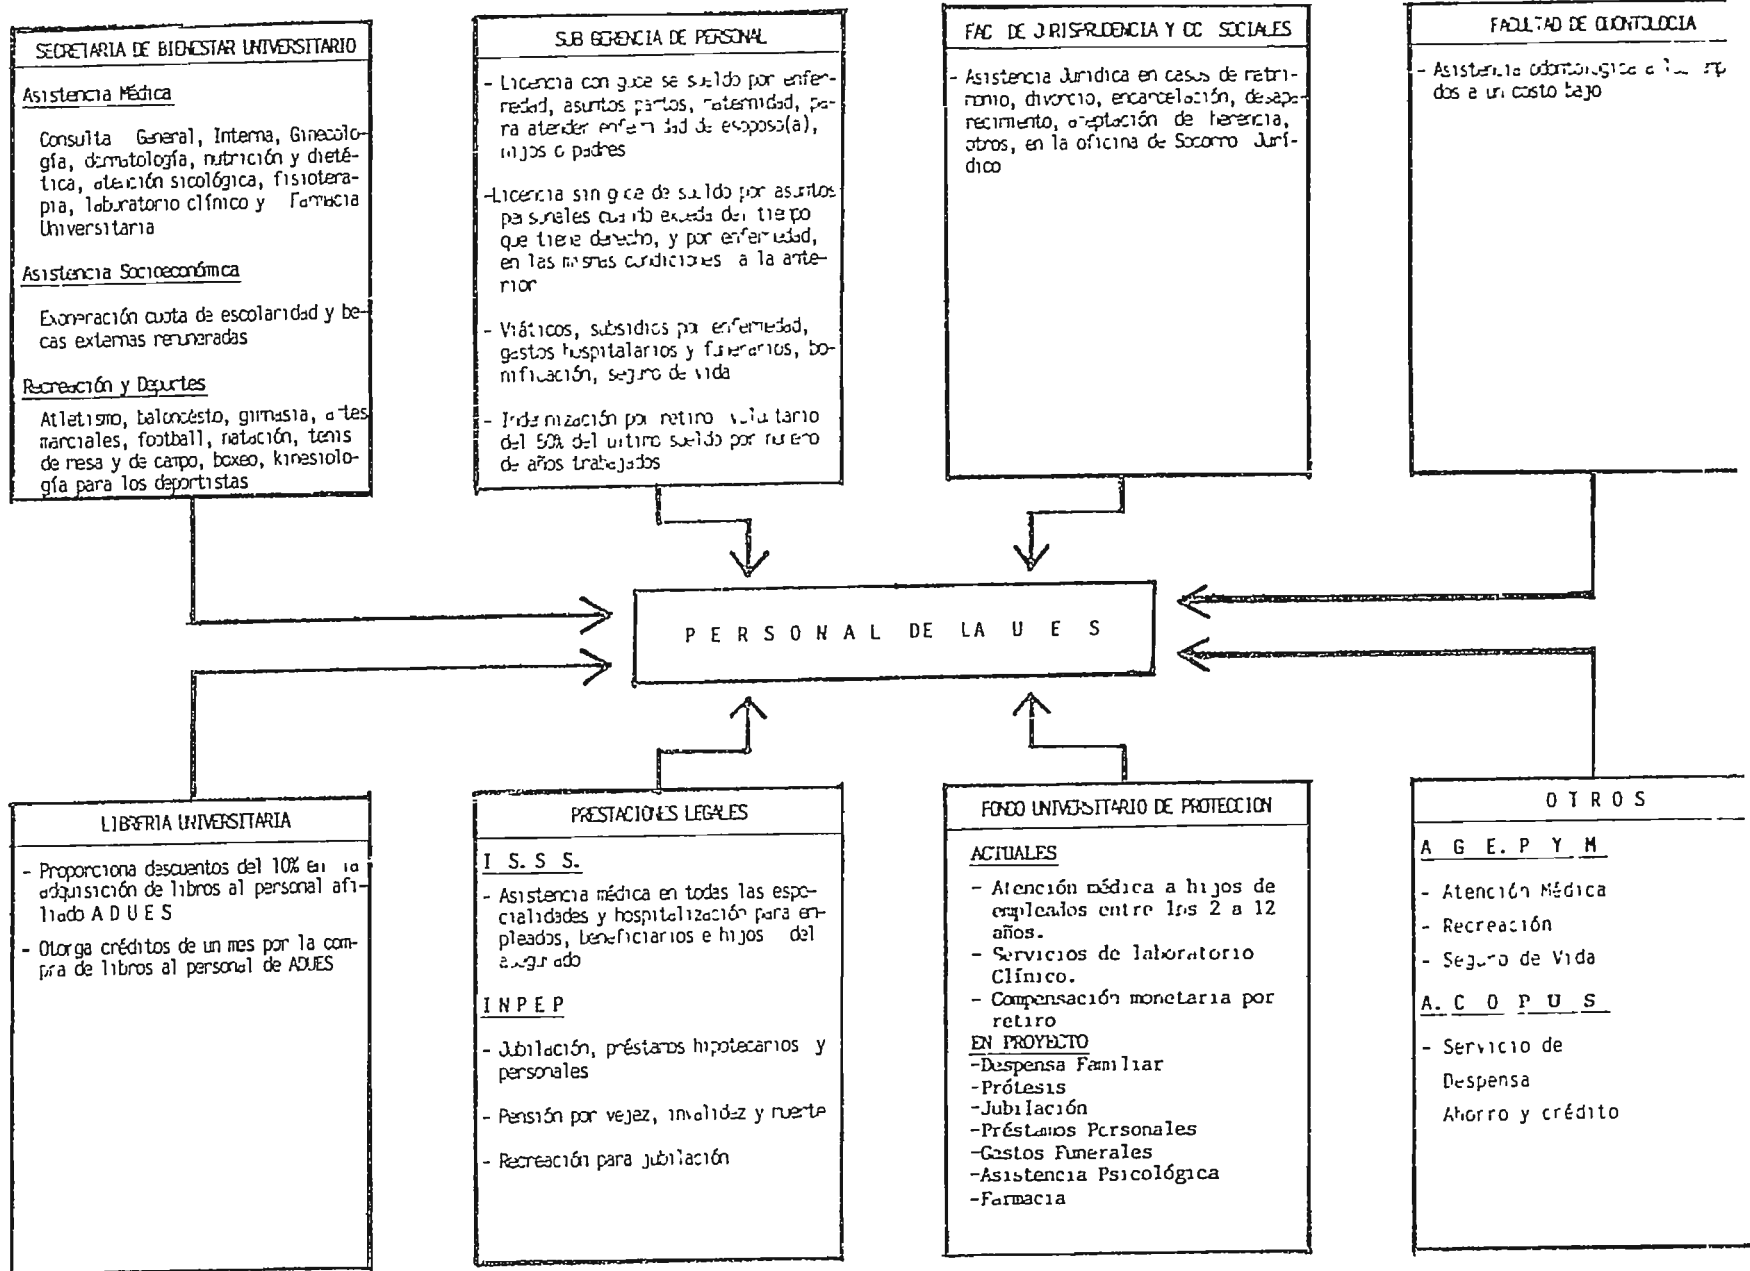 SECRETARIA DE BIENESTAR UNIVERSITARIO
Asistencia Médica
Consulta General, Interna, Ginecolo-
gía, dermatología, nutrición y dieté-
tica, atención sicológica, fisiotera-
pia, laboratorio clínico y Farmacia
Universitaria
Asistencia Socioeconómica
Exoneración cuota de escolaridad y be-
cas externas remuneradas
Recreación y Deportes
Atletismo, baloncésto, gimnasia, artes
marciales, football, natación, tenis
de mesa y de campo, boxeo, kinesiolo-
gía para los deportistas
SUB GERENCIA DE PERSONAL
- Licencia con goce se sueldo por enfer-
medad, asuntos partos, maternidad, pa-
ra atender enfermidad de esoposo(a),
hijos o padres
-Licencia sin goce de sueldo por asuntos
personales cuando exceda del tiempo
que tiene derecho, y por enfermedad,
en las mismas condiciones a la ante-
rior
- Viáticos, subsidios por enfermedad,
gastos hospitalarios y funerarios, bo-
nificación, seguro de vida
- Indemnización por retiro voluntario
del 50% del ultimo sueldo por numero
de años trabajados
FAC DE JURISPRUDENCIA Y CC SOCIALES
- Asistencia Jurídica en casos de matri-
monio, divorcio, encarcelación, desapa-
recimiento, aceptación de herencia,
otros, en la oficina de Socorro Jurí-
dico
FACULTAD DE ODONTOLOGIA
- Asistencia odontologica a
dos a un costo bajo
PERSONAL DE LA U E S
LIBRERIA UNIVERSITARIA
- Proporciona descuentos del 10% en la
adquisición de libros al personal afi-
liado A D U E S
- Otorga créditos de un mes por la com-
pra de libros al personal de ADUES
PRESTACIONES LEGALES
I S. S S.
- Asistencia médica en todas las espe-
cialidades y hospitalización para em-
pleados, beneficiarios e hijos del
asegurado
I N P E P
- Jubilación, préstamos hipotecarios y
personales
- Pensión por vejez, invalidez y muerte
- Recreación para jubilación
FONDO UNIVERSITARIO DE PROTECCION
ACTUALES
- Atención médica a hijos de
empleados entre los 2 a 12
años.
- Servicios de laboratorio
Clínico.
- Compensación monetaria por
retiro
EN PROYECTO
-Despensa Familiar
-Prótesis
-Jubilación
-Préstamos Personales
-Gastos Funerales
-Asistencia Psicológica
-Farmacia
O T R O S
A G E. P Y M
- Atención Médica
- Recreación
- Seguro de Vida
A. C O P U S
- Servicio de
Despensa
Ahorro y crédito